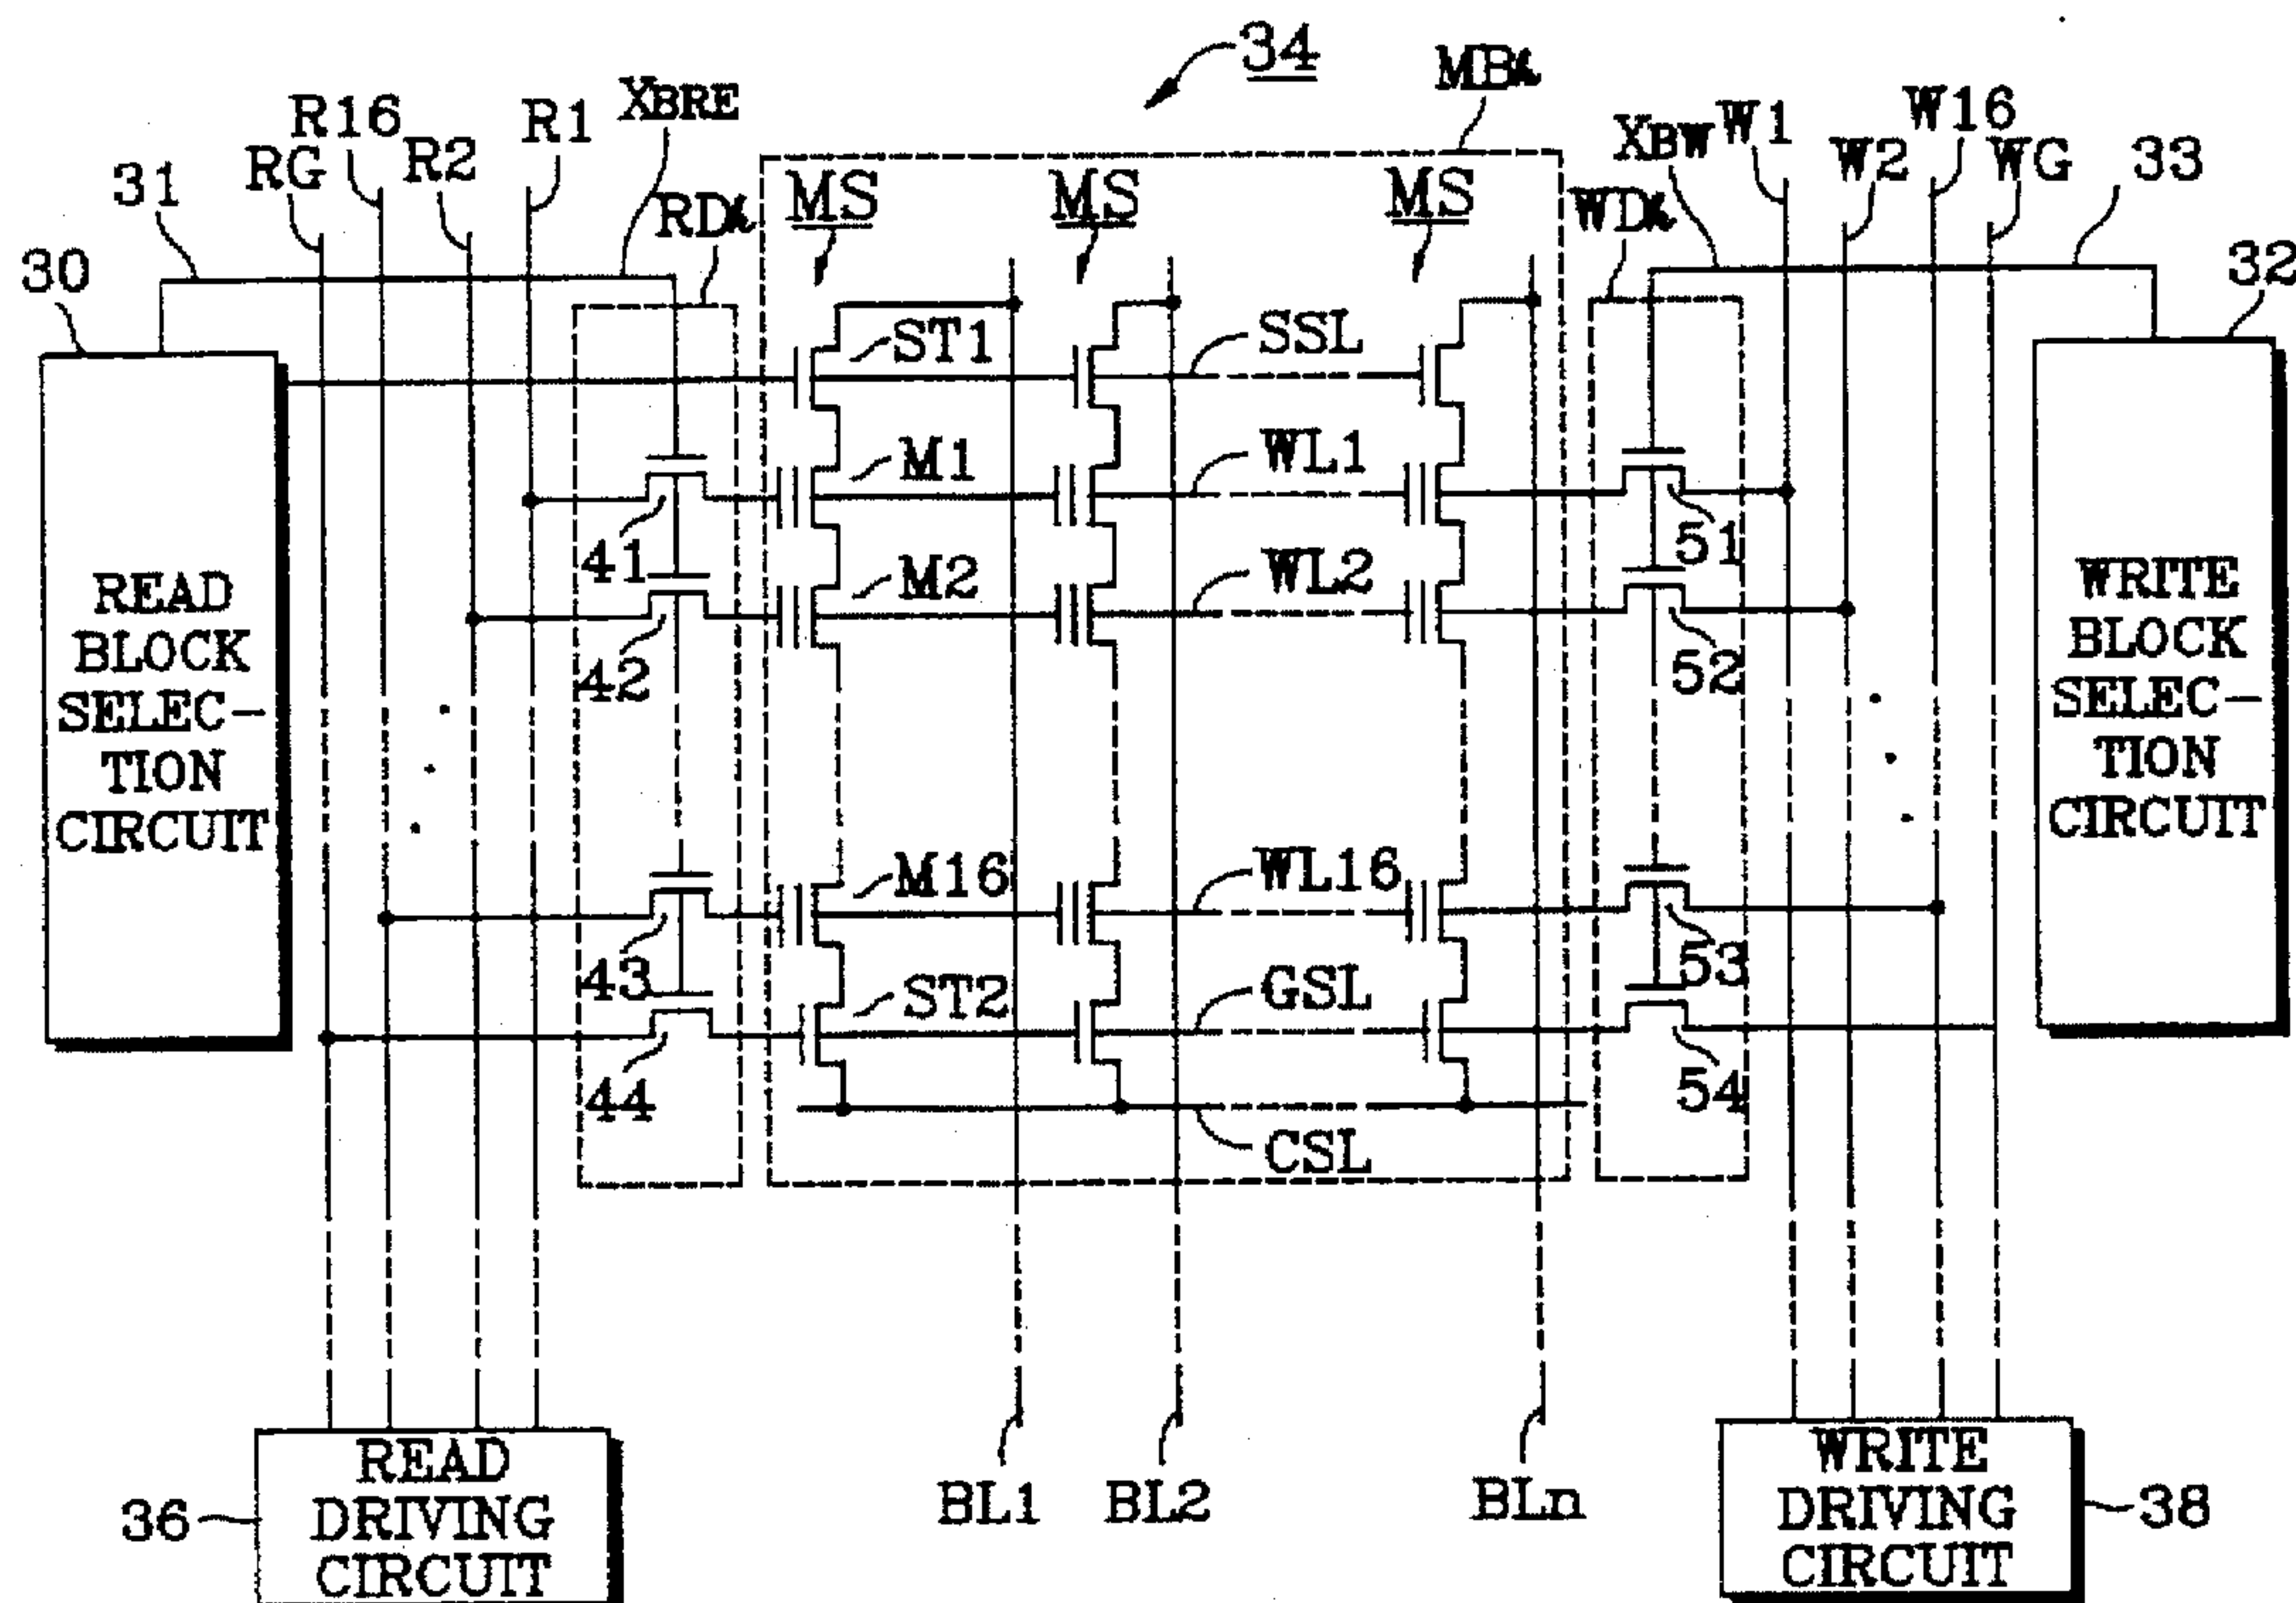 34
MBk
R16
XBRE
R1
XBW
W1
W16
RG
R2
W2
WG
31
33
RDk
MS
MS
MS
WDk
30
32
ST1
SSL
M1
WL1
41
51
M2
WL2
42
52
READ
BLOCK
SELEC-
TION
CIRCUIT
WRITE
BLOCK
SELEC-
TION
CIRCUIT
M16
WL16
43
53
ST2
GSL
44
54
CSL
BL1
BL2
BLn
36
READ
DRIVING
CIRCUIT
WRITE
DRIVING
CIRCUIT
38